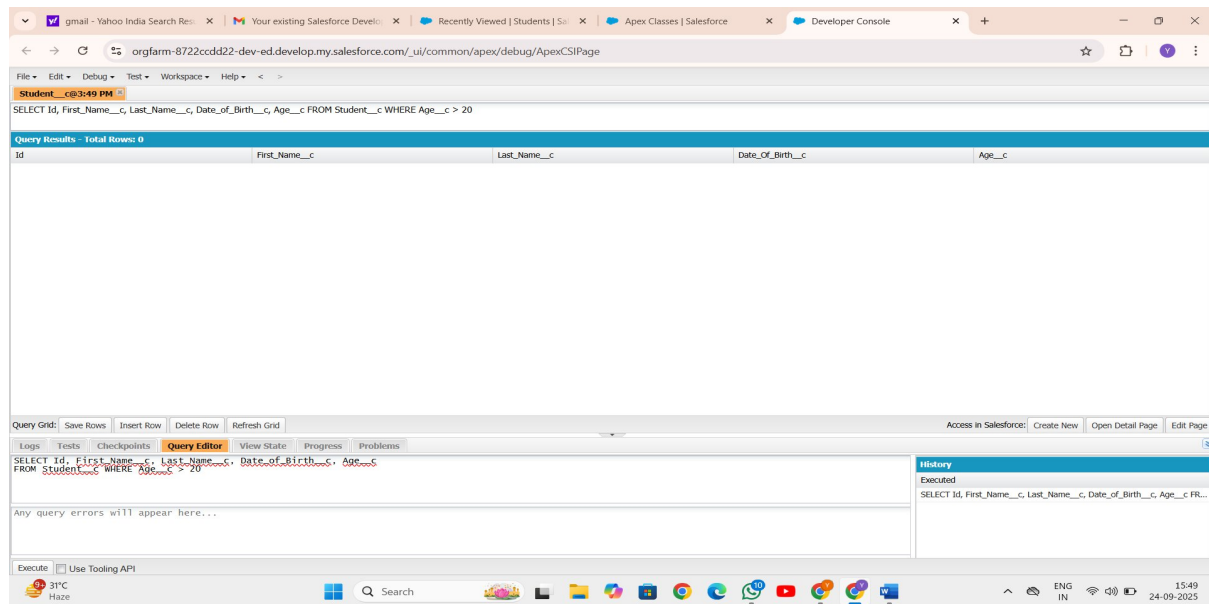 gmail - Yahoo India Search Res
Your existing Salesforce Develo
Recently Viewed | Students | Sa
Apex Classes | Salesforce
Developer Console
orgfarm-8722ccdd22-dev-ed.develop.my.salesforce.com/_ui/common/apex/debug/ApexCSIPage
Y
File Edit Debug Test Workspace Help < >
Student__c@3:49 PM
SELECT Id, First_Name__c, Last_Name__c, Date_of_Birth__c, Age__c FROM Student__c WHERE Age__c > 20
Query Results - Total Rows: 0
Id First_Name__c Last_Name__c Date_Of_Birth__c Age__c
Query Grid: Save Rows Insert Row Delete Row Refresh Grid Access in Salesforce: Create New Open Detail Page Edit Page
Logs Tests Checkpoints Query Editor View State Progress Problems
SELECT Id, First_Name__c, Last_Name__c, Date_of_Birth__c, Age__c
FROM Student__c WHERE Age__c > 20
History
Executed
SELECT Id, First_Name__c, Last_Name__c, Date_of_Birth__c, Age__c FR...
Any query errors will appear here...
Execute Use Tooling API
9+ 31°C
Haze
Search
10
ENG
IN
15:49
24-09-2025